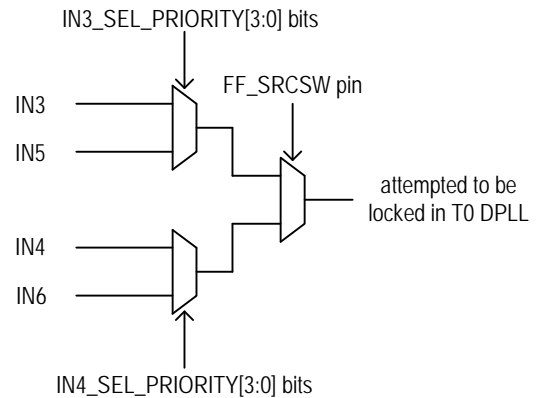 IN3_SEL_PRIORITY[3:0] bits
FF_SRCSW pin
IN3
IN5
attempted to be
locked in T0 DPLL
IN4
IN6
IN4_SEL_PRIORITY[3:0] bits